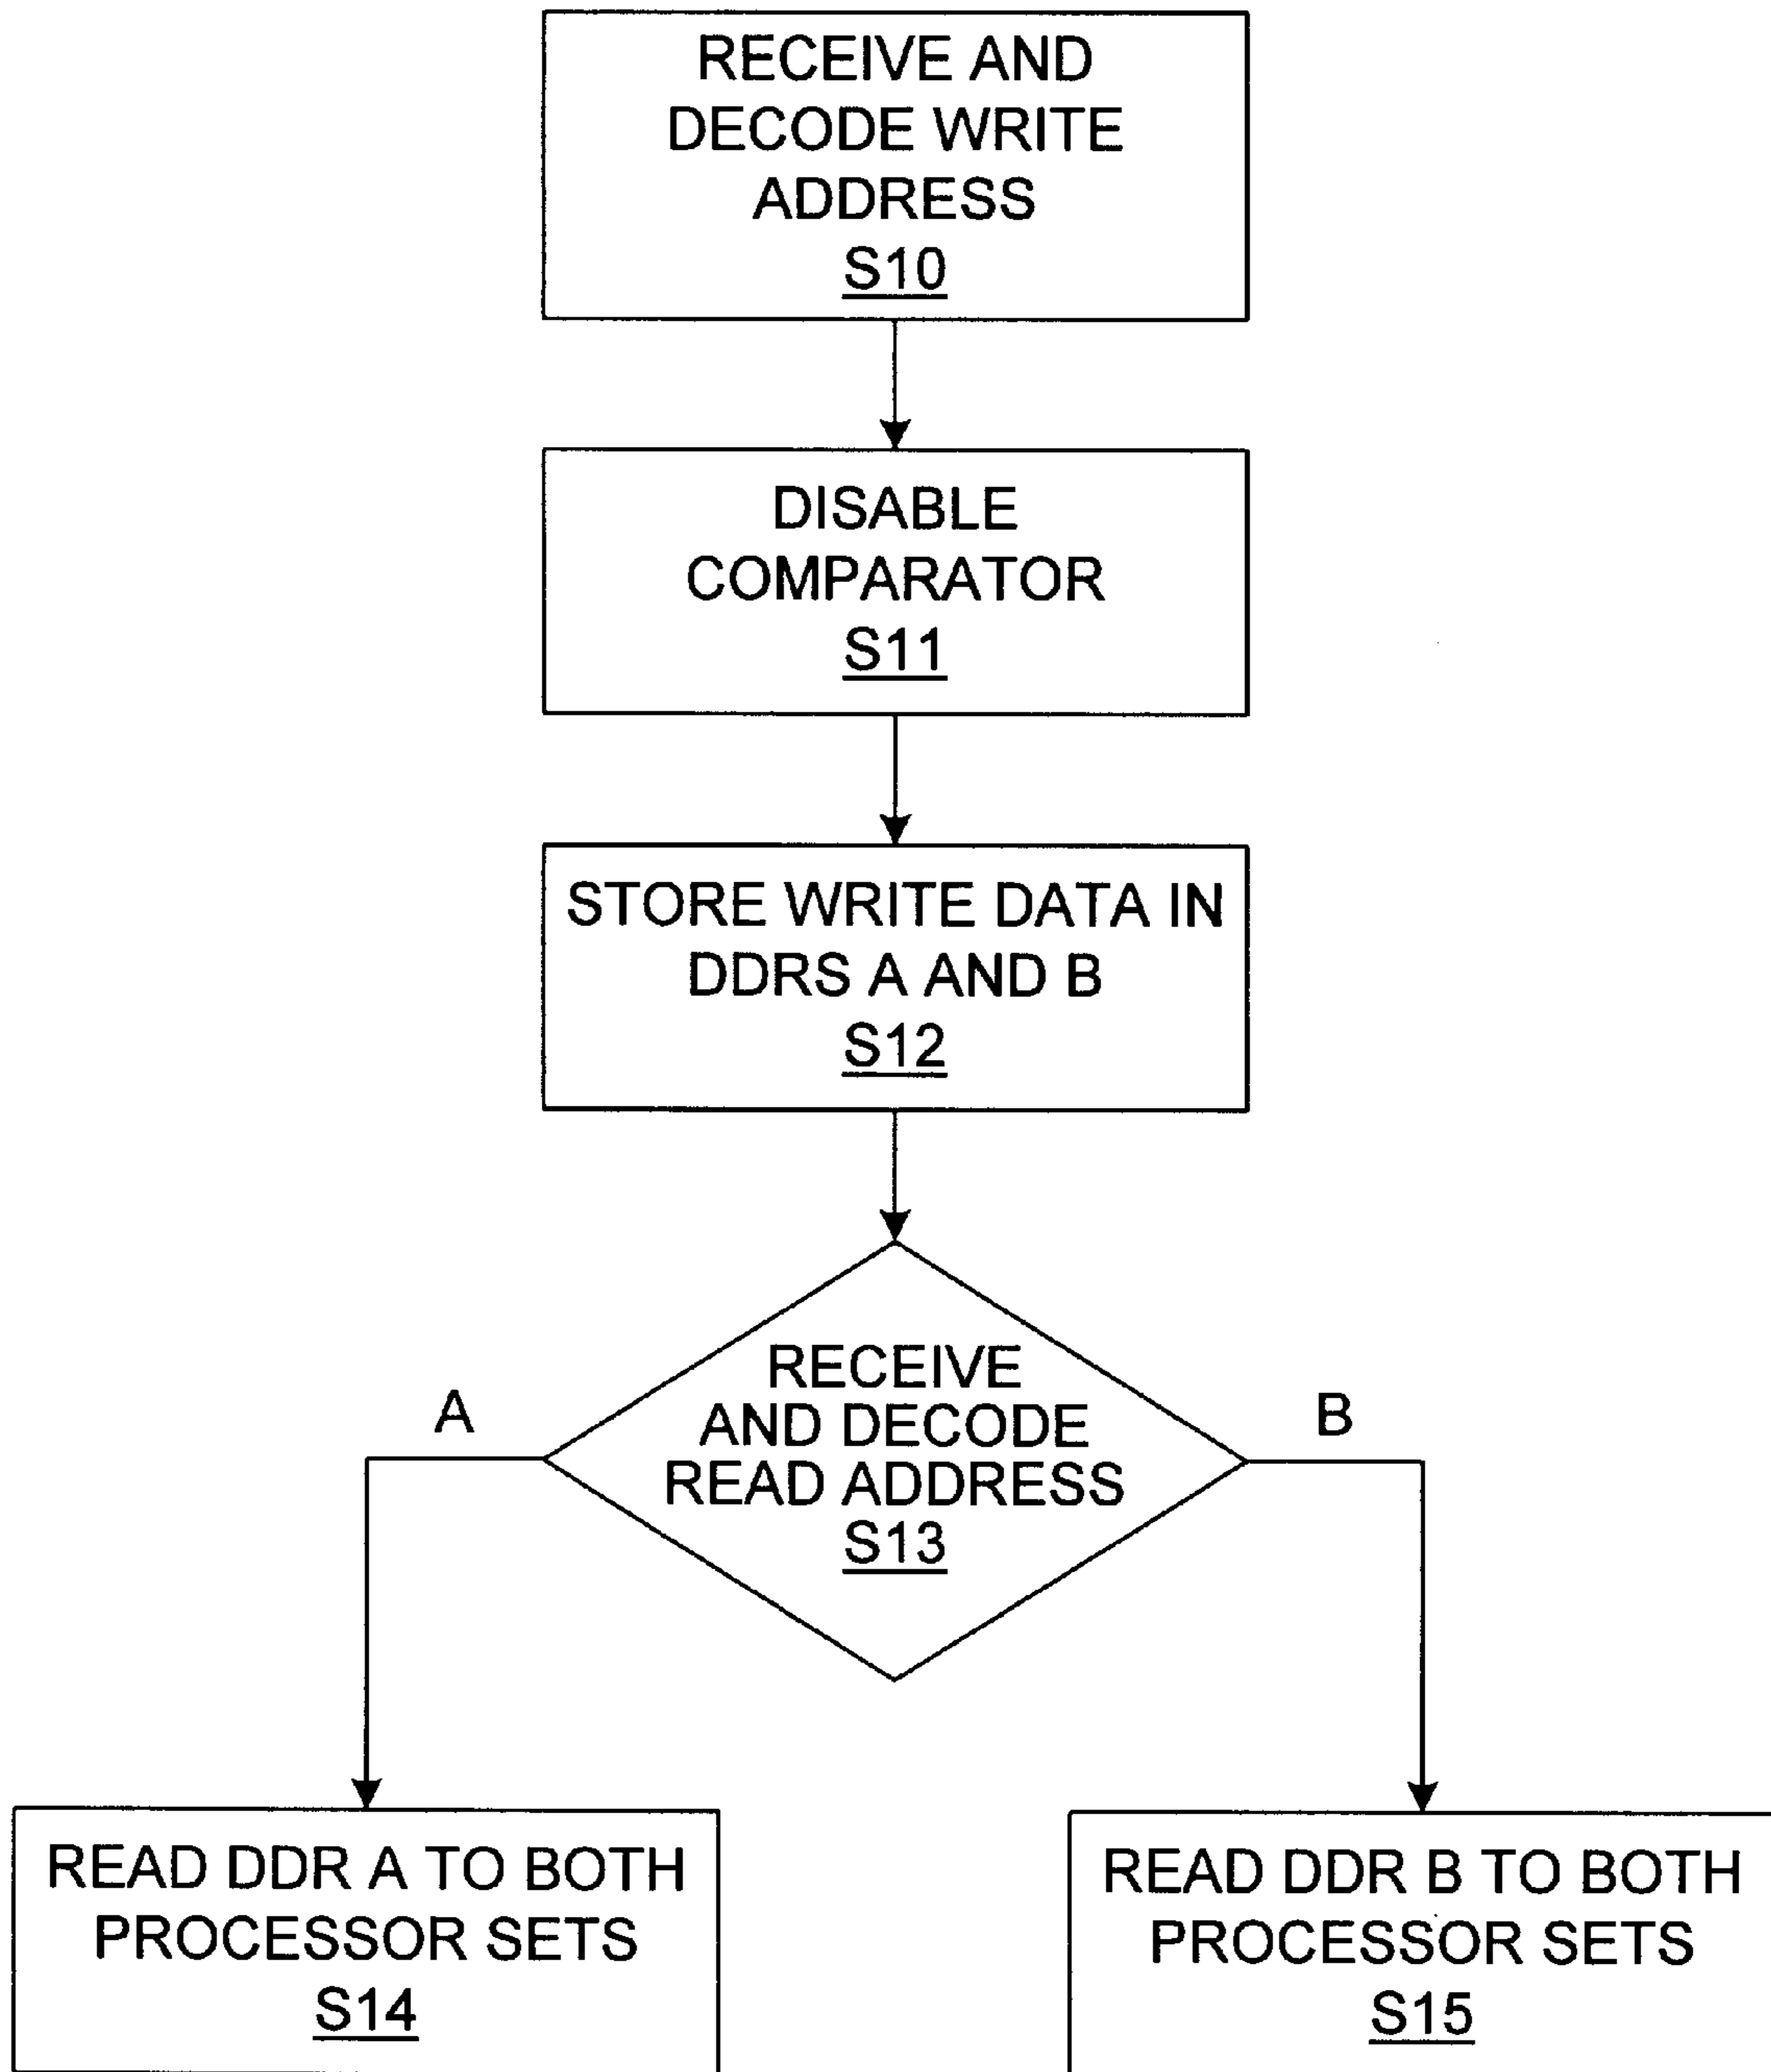 RECEIVE AND
DECODE WRITE
ADDRESS
S10
DISABLE
COMPARATOR
S11
STORE WRITE DATA IN
DDRS A AND B
S12
RECEIVE
AND DECODE
READ ADDRESS
S13
A
B
READ DDR A TO BOTH
PROCESSOR SETS
S14
READ DDR B TO BOTH
PROCESSOR SETS
S15